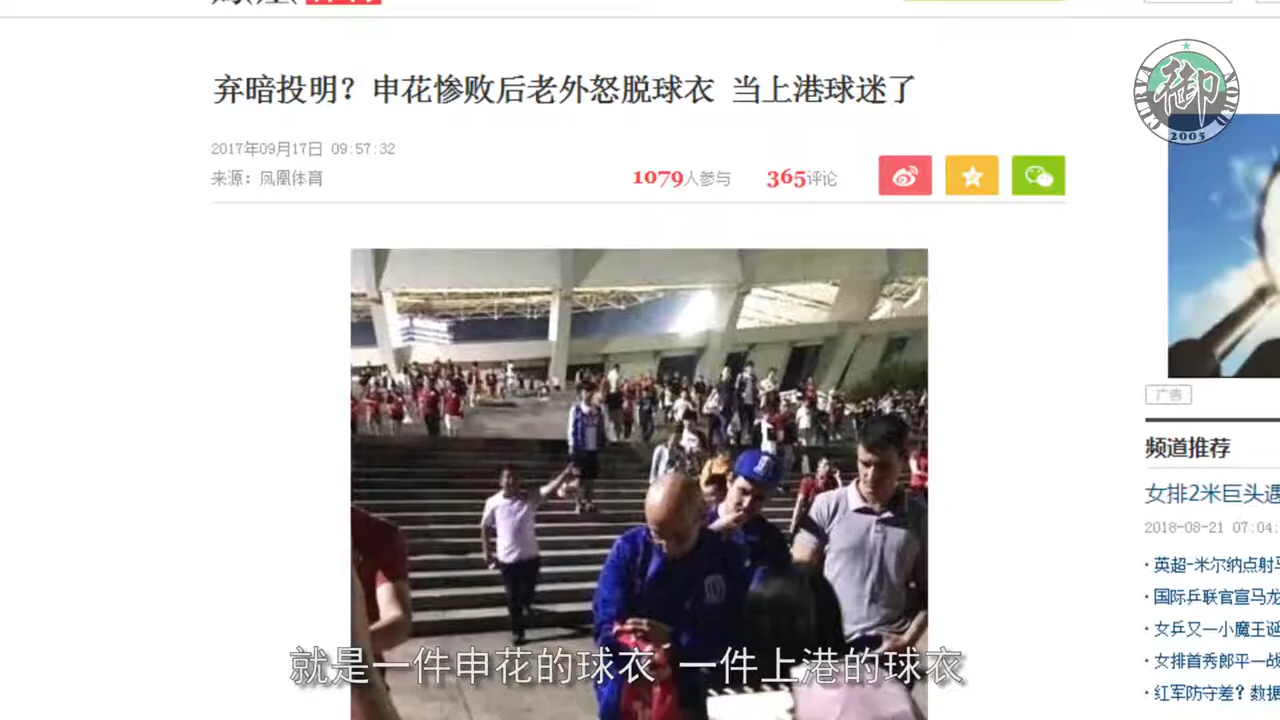 弃暗投明？申花惨败后老外怒脱球衣 当上港球迷了
2017年09月17日 09:57:32
来源：凤凰体育
1079人参与 365评论
御
CURVA NORD
2005
广告
频道推荐
女排2米巨头遇
2018-08-21 07:04:
·英超-米尔纳点射马
·国际乒联官宣马龙
·女乒又一小魔王诞
·女排首秀郎平一战
·红军防守差？数据
就是一件申花的球衣 一件上港的球衣